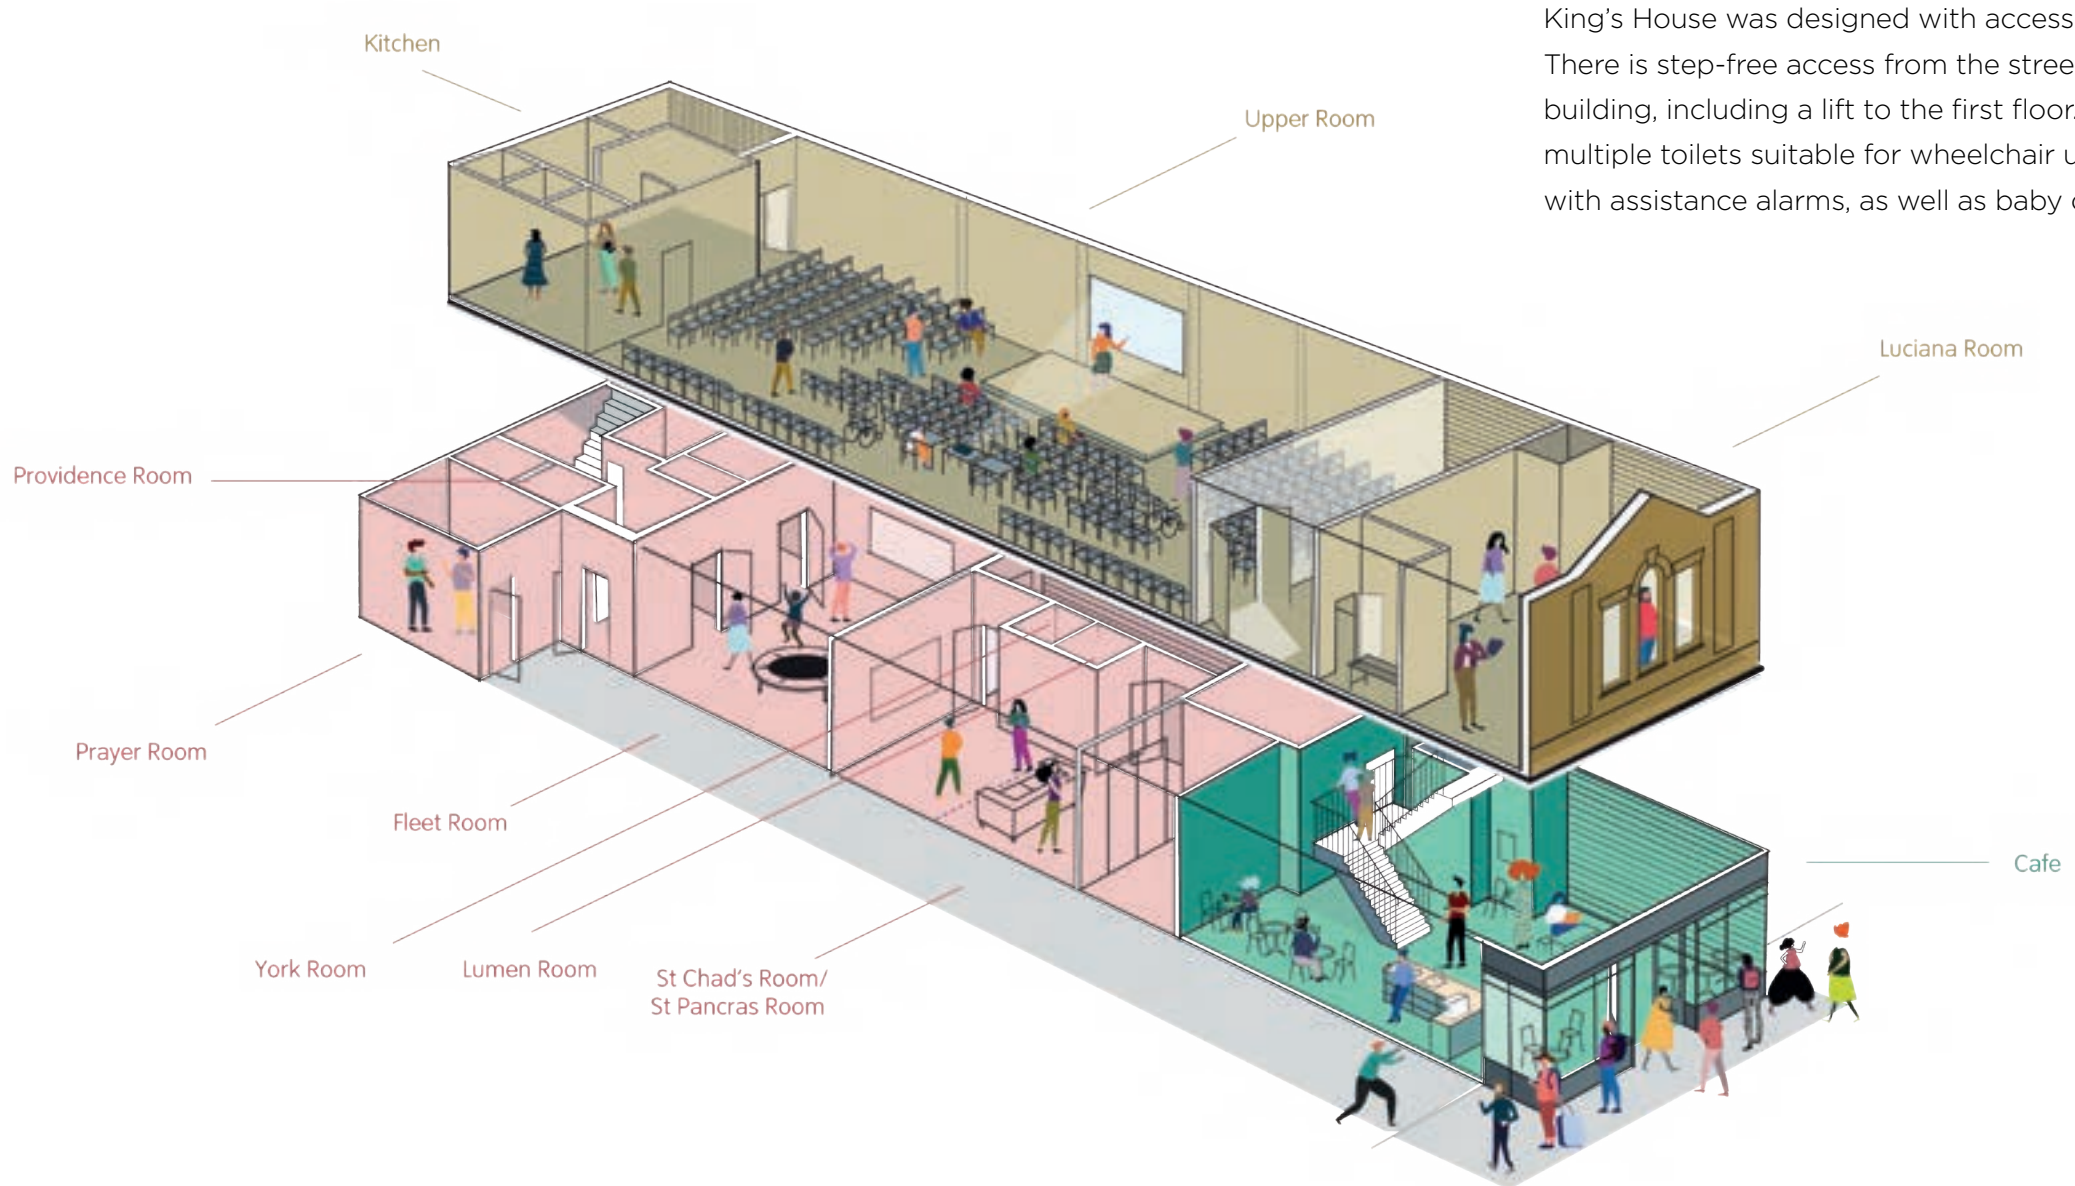 King’s House was designed with access
There is step-free access from the stree
building, including a lift to the first floor.
multiple toilets suitable for wheelchair u
with assistance alarms, as well as baby c
Kitchen
Upper Room
Luciana Room
Providence Room
Prayer Room
Fleet Room
York Room
Lumen Room
St Chad’s Room/
St Pancras Room
Cafe